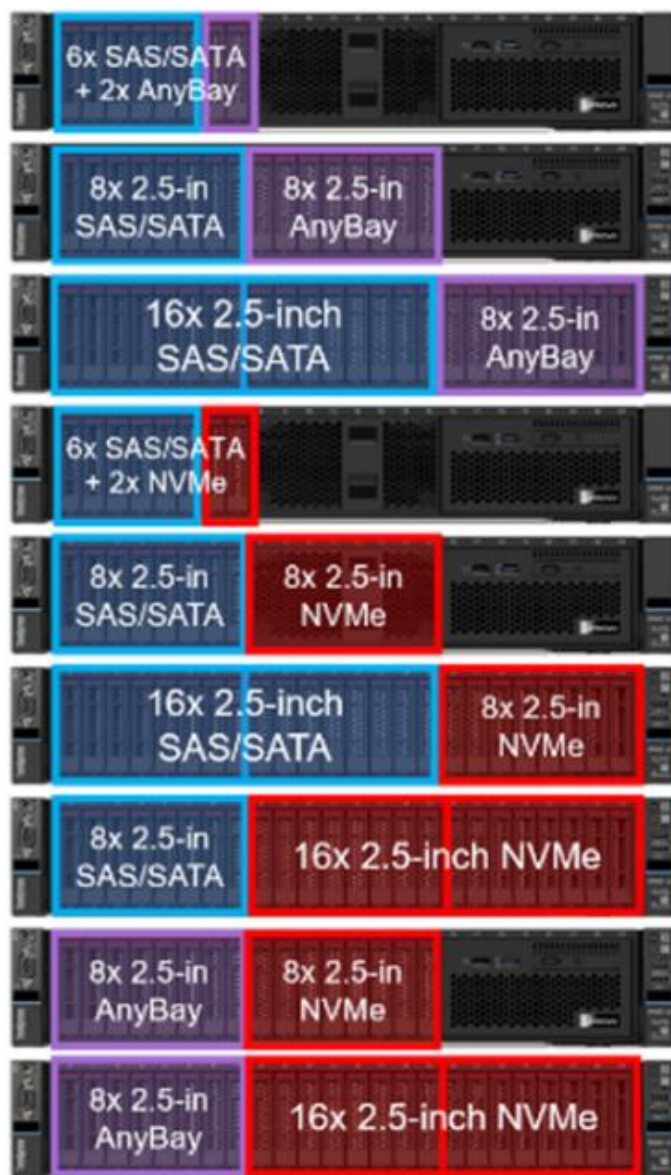 6x SAS/SATA
+ 2x AnyBay
8x 2.5-in
SAS/SATA
8x 2.5-in
AnyBay
16x 2.5-inch
SAS/SATA
8x 2.5-in
AnyBay
6x SAS/SATA
+ 2x NVMe
8x 2.5-in
SAS/SATA
8x 2.5-in
NVMe
16x 2.5-inch
SAS/SATA
8x 2.5-in
NVMe
8x 2.5-in
SAS/SATA
16x 2.5-inch NVMe
8x 2.5-in
AnyBay
8x 2.5-in
NVMe
8x 2.5-in
AnyBay
16x 2.5-inch NVMe